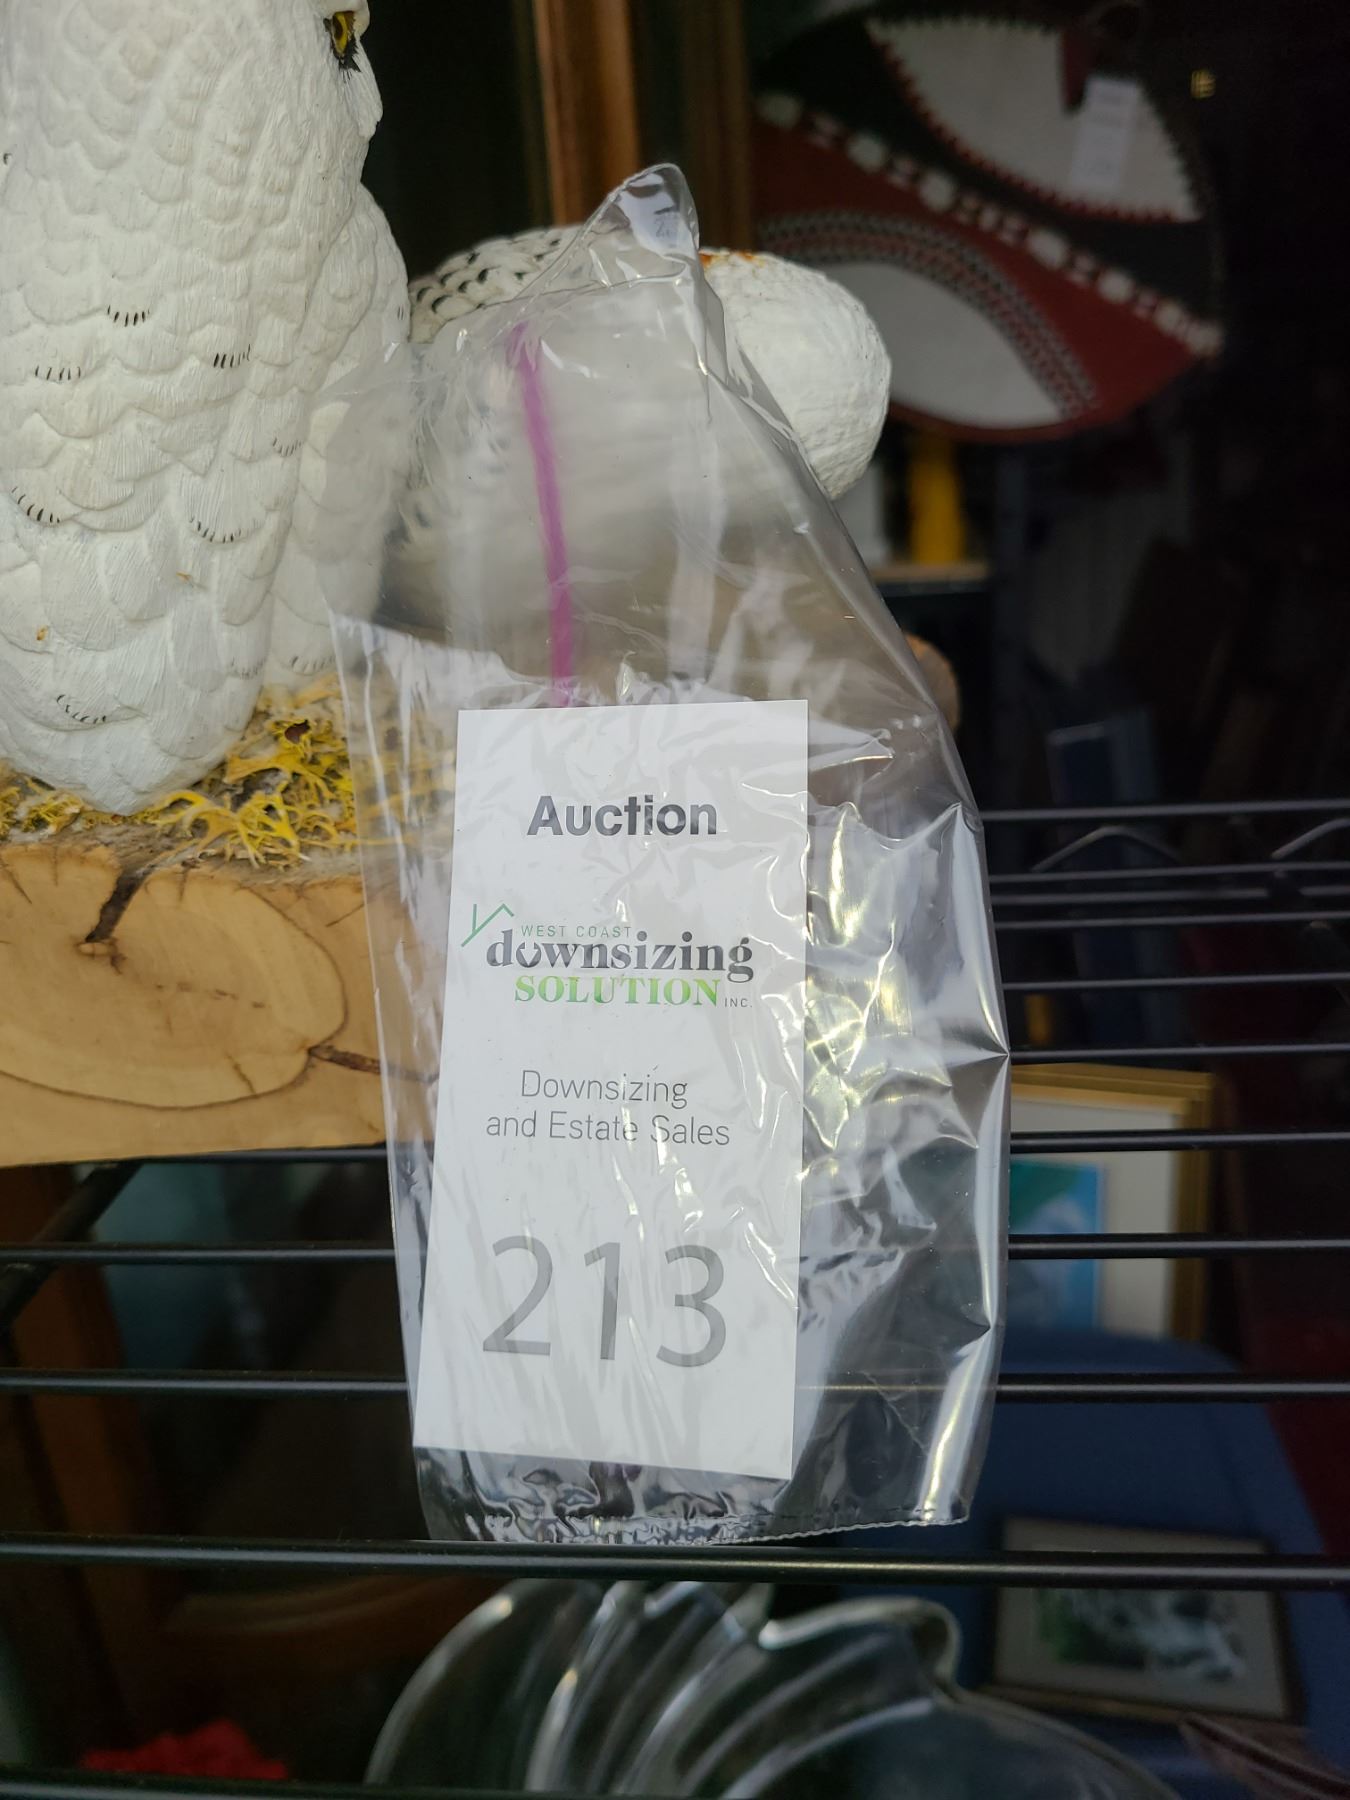 Auction
WEST COAST
downsizing
SOLUTION INC.
Downsizing
and Estate Sales
213